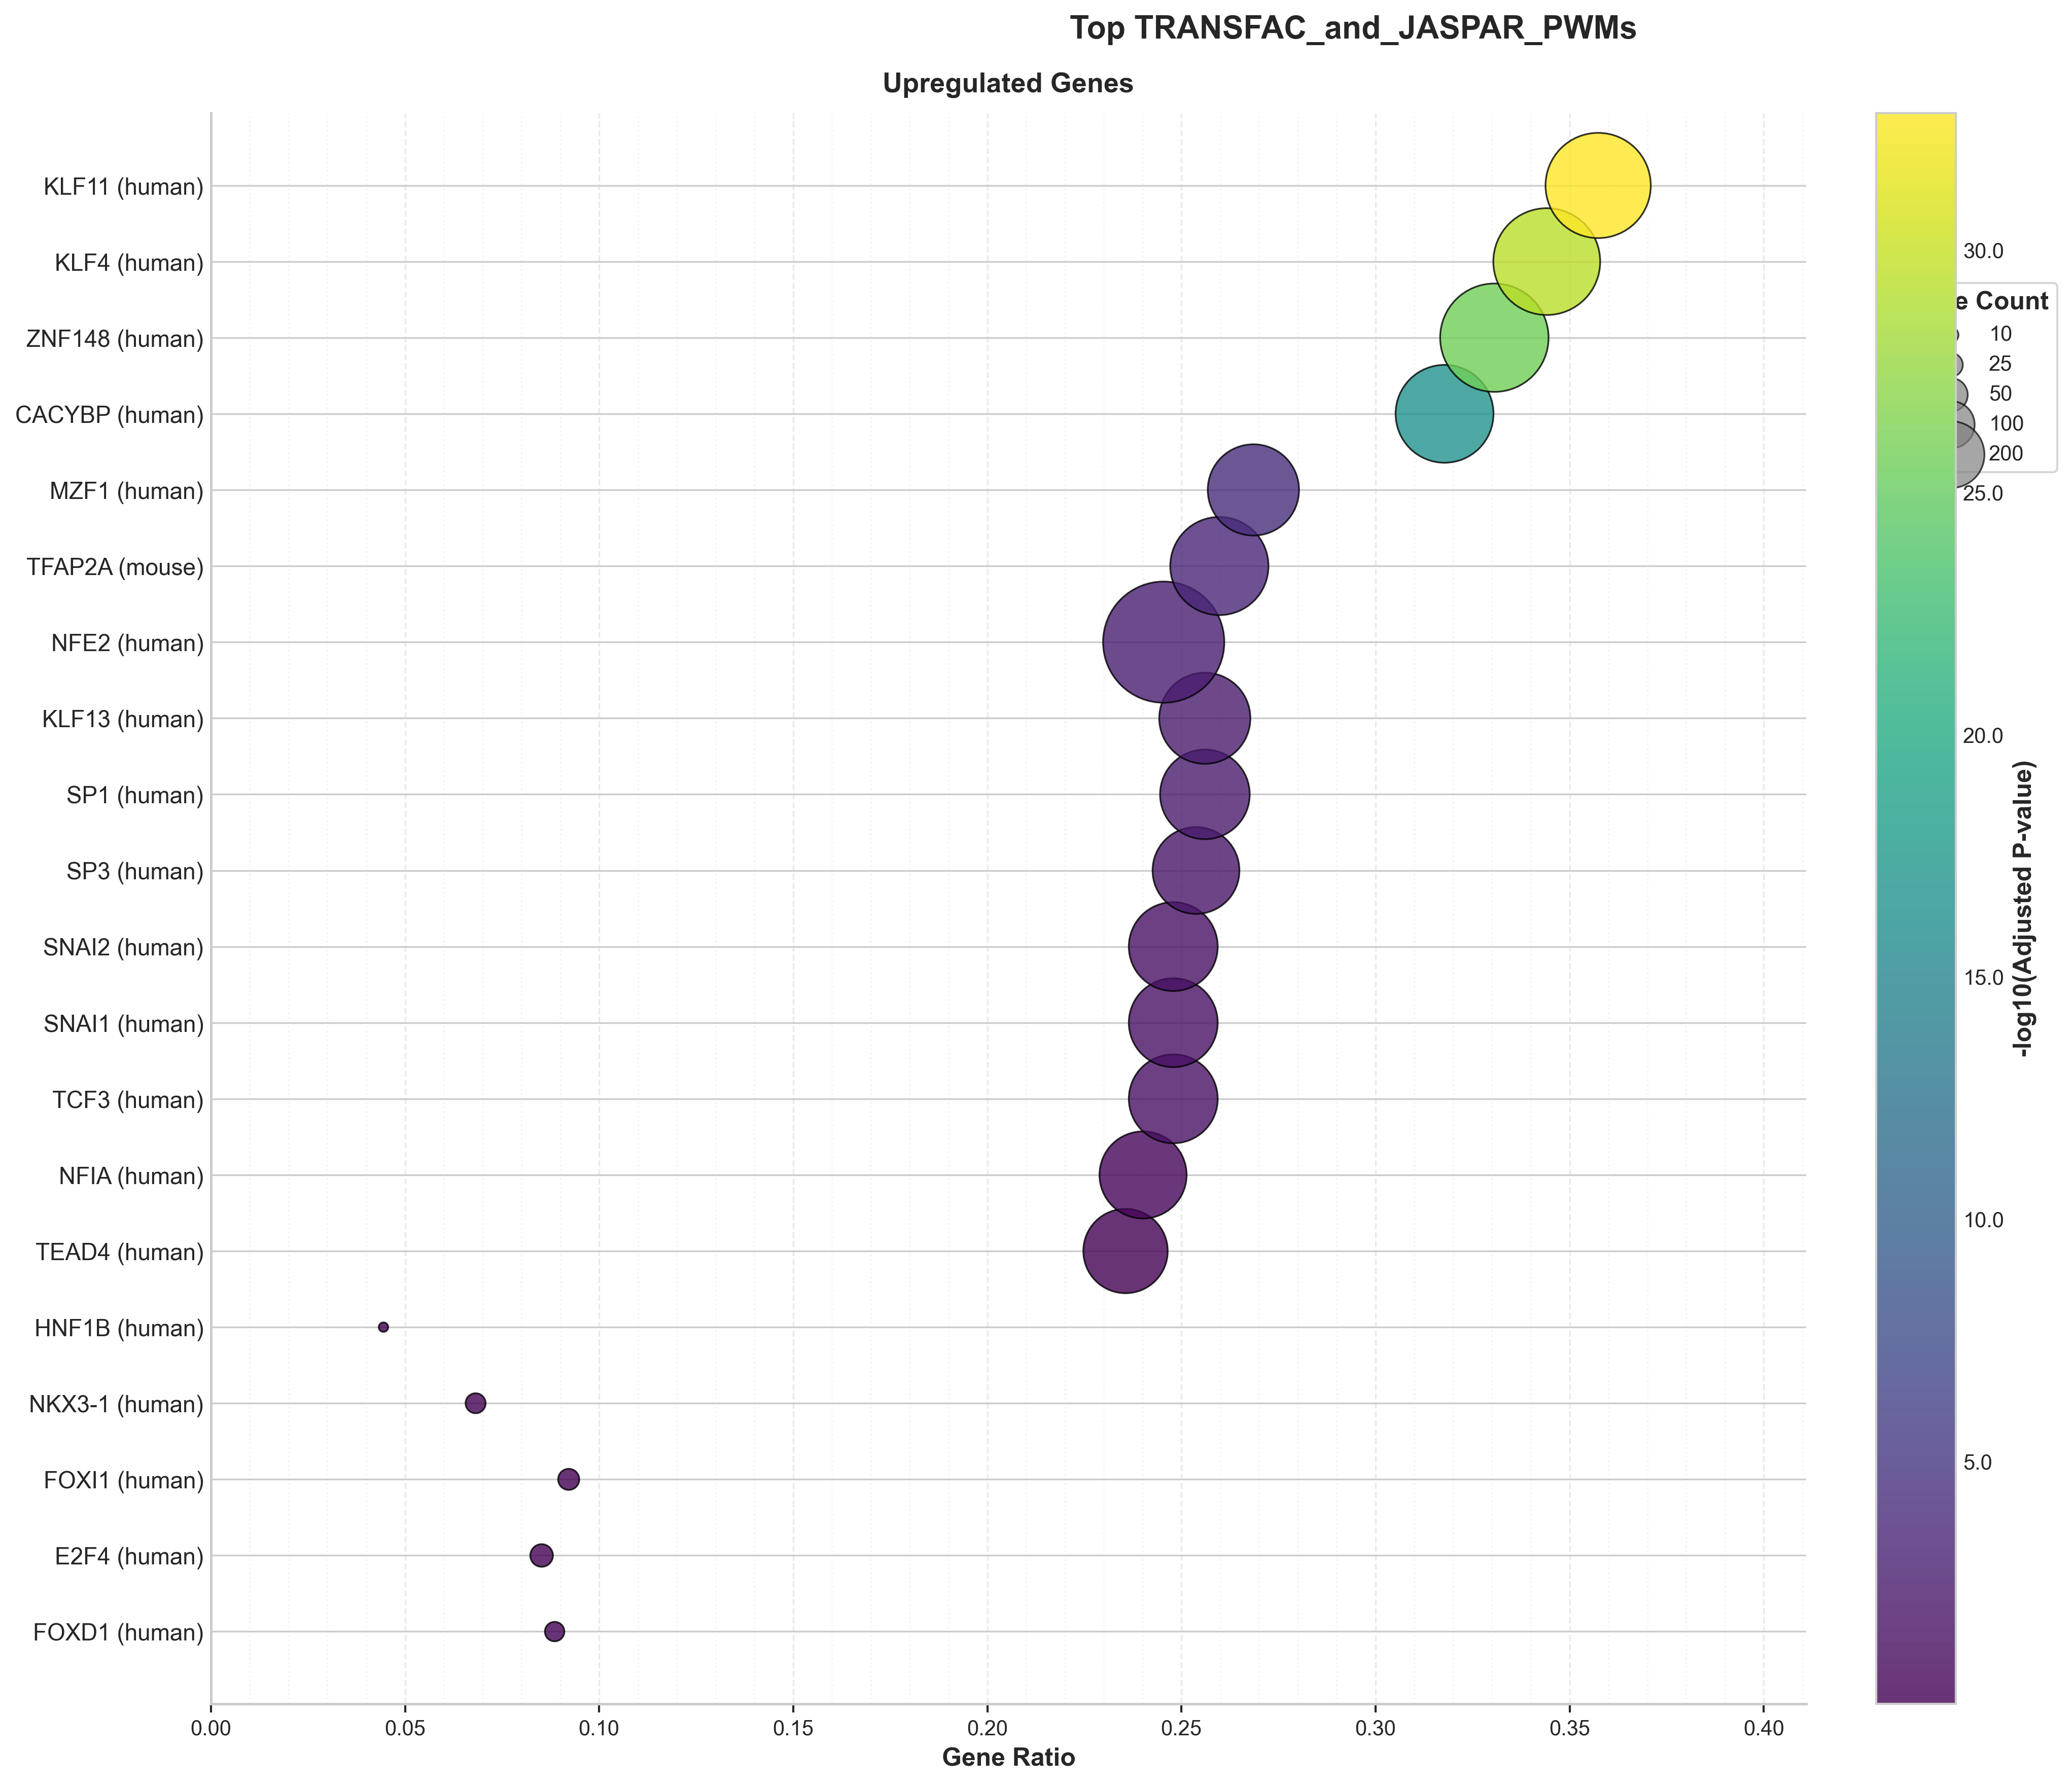 Top TRANSFAC_and_JASPAR_PWMs
Upregulated Genes
KLF11 (human)
KLF4 (human)
ZNF148 (human)
CACYBP (human)
MZF1 (human)
TFAP2A (mouse)
NFE2 (human)
KLF13 (human)
SP1 (human)
SP3 (human)
SNAI2 (human)
SNAI1 (human)
TCF3 (human)
NFIA (human)
TEAD4 (human)
HNF1B (human)
NKX3-1 (human)
FOXI1 (human)
E2F4 (human)
FOXD1 (human)
0.00 0.05 0.10 0.15 0.20 0.25 0.30 0.35 0.40
Gene Ratio
30.0
25.0
20.0
15.0
10.0
5.0
-log10(Adjusted P-value)
e Count
10
25
50
100
200